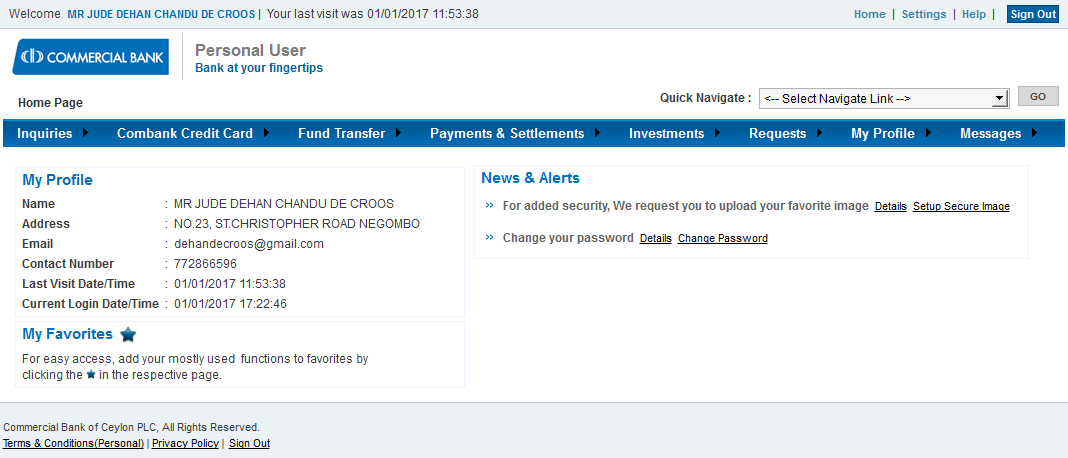 Welcome MR JUDE DEHAN CHANDU DE CROOS | Your last visit was 01/01/2017 11:53:38
Home | Settings | Help | Sign Out
COMMERCIAL BANK
Personal User
Bank at your fingertips
Home Page
Quick Navigate : <-- Select Navigate Link --> GO
Inquiries Combank Credit Card Fund Transfer Payments & Settlements Investments Requests My Profile Messages
My Profile
Name : MR JUDE DEHAN CHANDU DE CROOS
Address : NO.23, ST.CHRISTOPHER ROAD NEGOMBO
Email : dehandecroos@gmail.com
Contact Number : 772866596
Last Visit Date/Time : 01/01/2017 11:53:38
Current Login Date/Time : 01/01/2017 17:22:46
My Favorites
For easy access, add your mostly used functions to favorites by
clicking the in the respective page.
News & Alerts
» For added security, We request you to upload your favorite image Details Setup Secure Image
» Change your password Details Change Password
Commercial Bank of Ceylon PLC, All Rights Reserved.
Terms & Conditions(Personal) | Privacy Policy | Sign Out